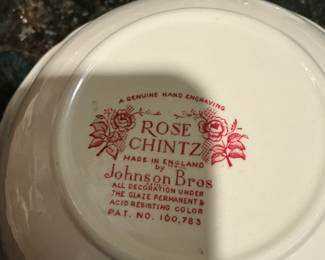 A GENUINE HAND ENGRAVING
ROSE
CHINTZ
MADE IN ENGLAND
by
Johnson Bros
ALL DECORATION UNDER
THE GLAZE PERMANENT &
ACID RESISTING COLOR
PAT. NO. 160,783